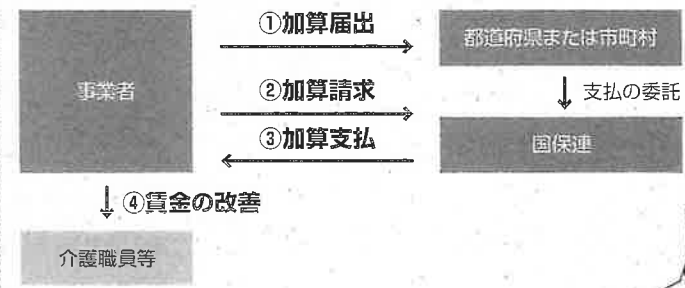 ①加算届出
都道府県または市町村
事業者
②加算請求
支払の委託
③加算支払
国保連
④賃金の改善
介護職員等